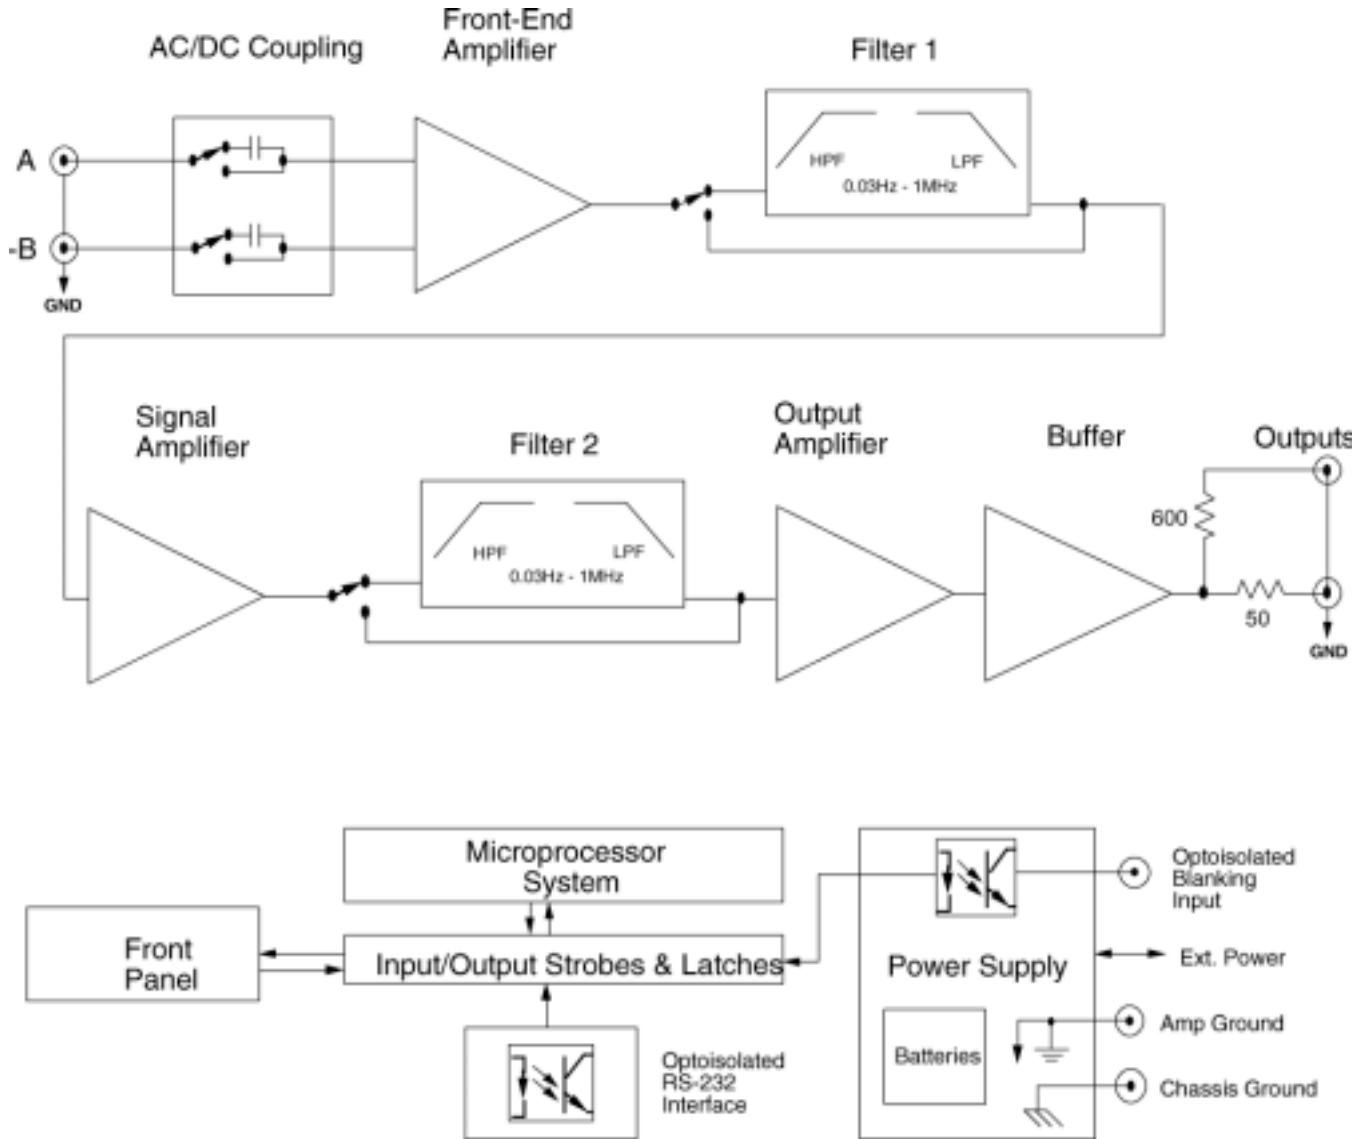 Front-End
Amplifier
AC/DC Coupling
Filter 1
A
HPF
LPF
0.03Hz - 1MHz
-B
GND
Signal
Amplifier
Filter 2
Output
Amplifier
Buffer
Outputs
HPF
LPF
0.03Hz - 1MHz
600
50
GND
Microprocessor
System
Optoisolated
Blanking
Input
Front
Panel
Input/Output Strobes & Latches
Power Supply
Ext. Power
Batteries
Amp Ground
Optoisolated
RS-232
Interface
Chassis Ground